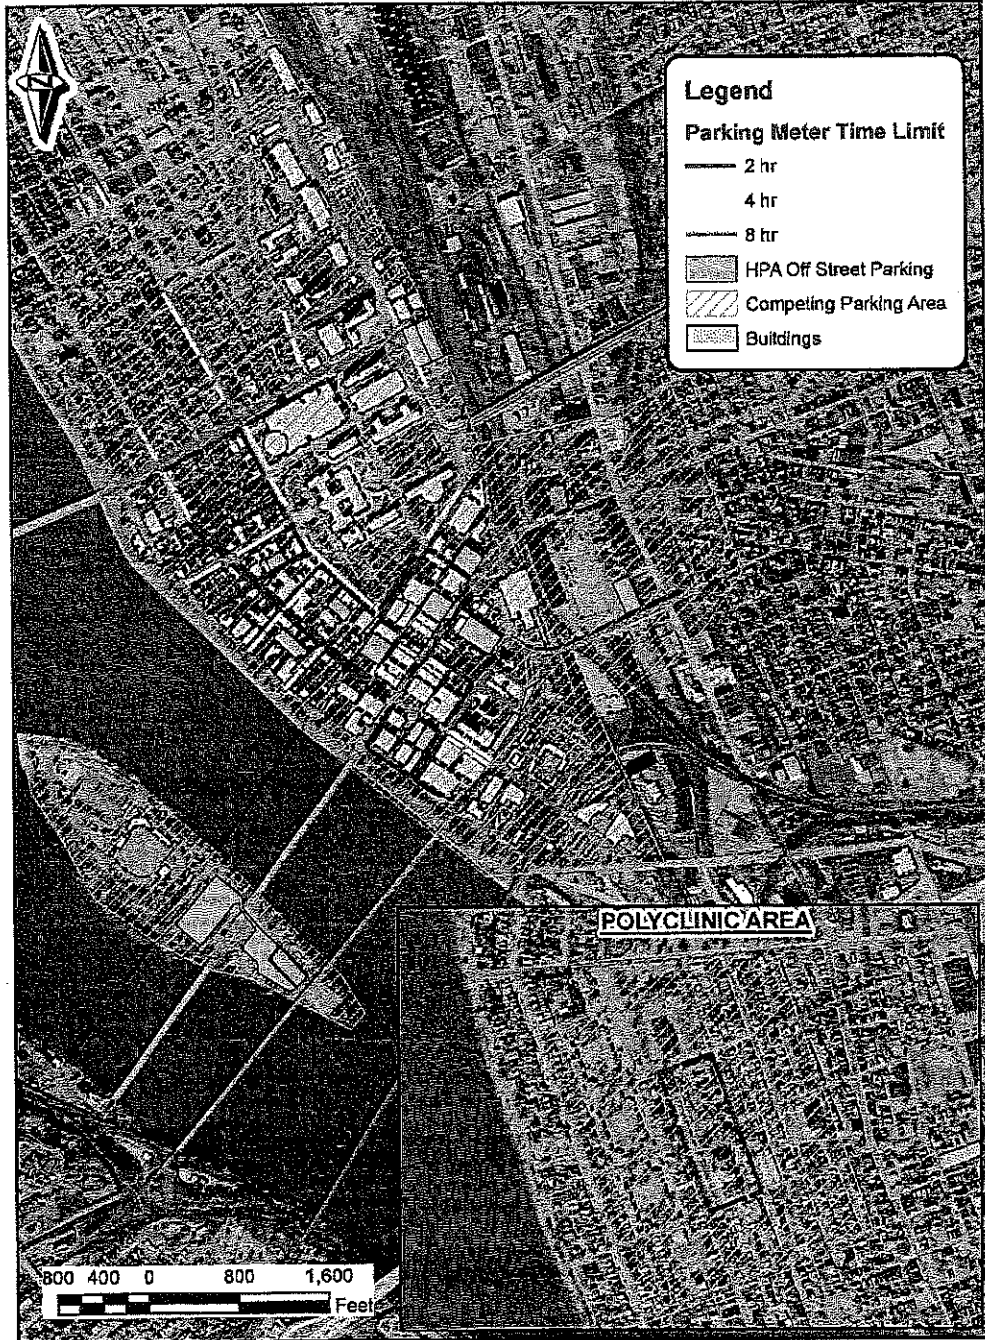 N
Legend
Parking Meter Time Limit
2 hr
4 hr
8 hr
HPA Off Street Parking
Competing Parking Area
Buildings
POLYCLINIC AREA
800 400 0 800 1,600
Feet